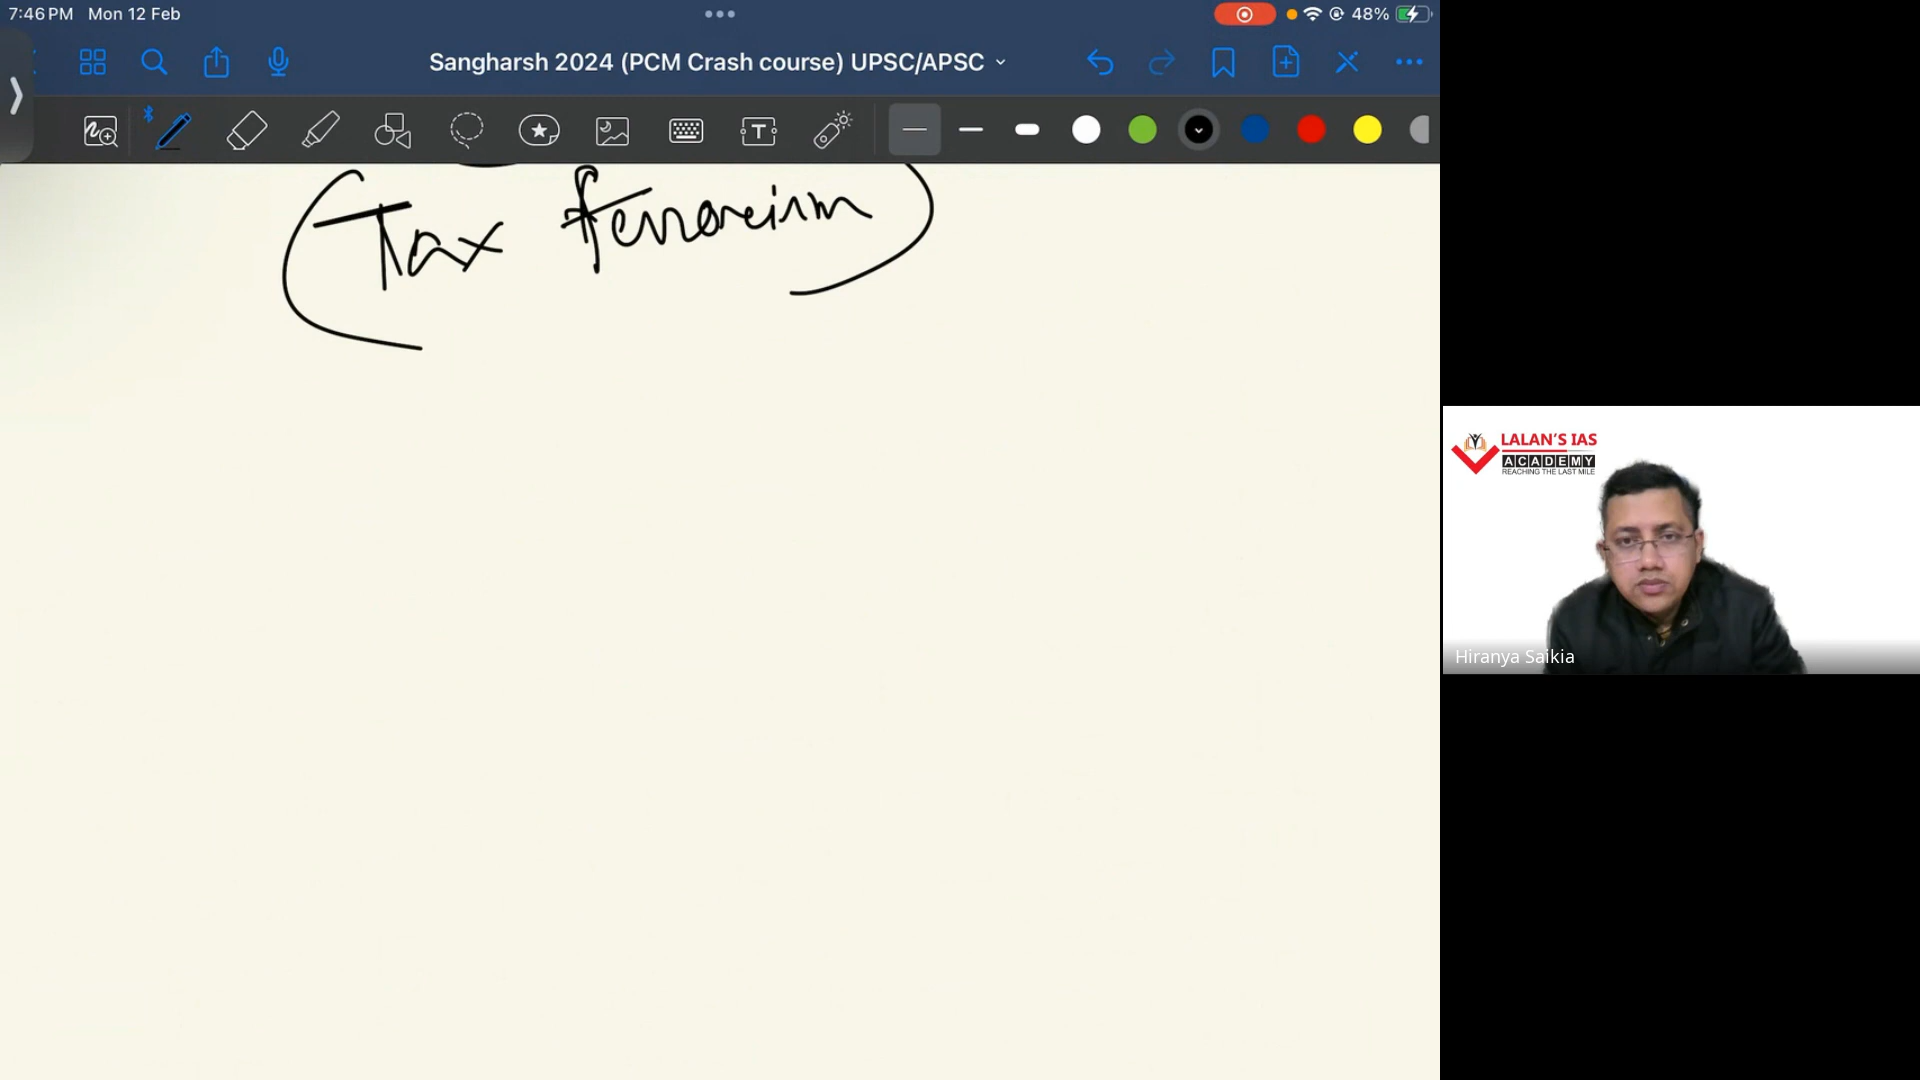 7:46 PM Mon 12 Feb
48%
Sangharsh 2024 (PCM Crash course) UPSC/APSC
T
Tax terrorism
LALAN'S IAS
ACADEMY
REACHING THE LAST MILE
Hiranya Saikia